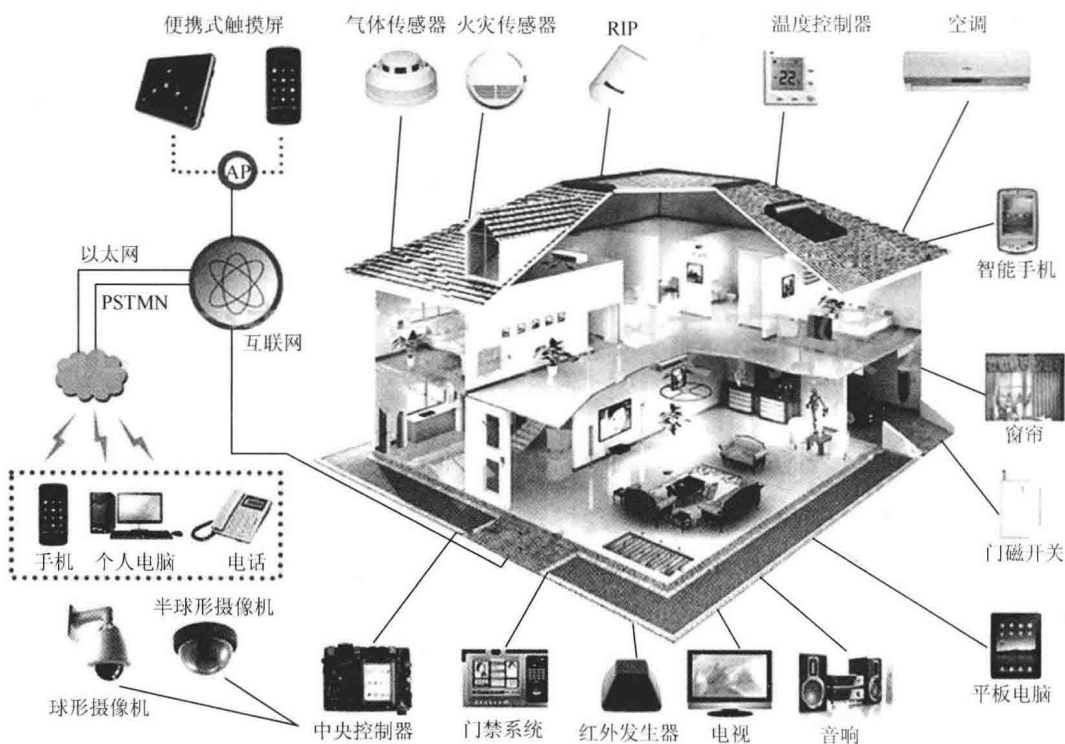 便携式触摸屏
气体传感器
火灾传感器
RIP
温度控制器
空调
22
AP
以太网
PSTMN
互联网
智能手机
窗帘
门磁开关
手机
个人电脑
电话
半球形摄像机
球形摄像机
中央控制器
门禁系统
红外发生器
电视
音响
平板电脑